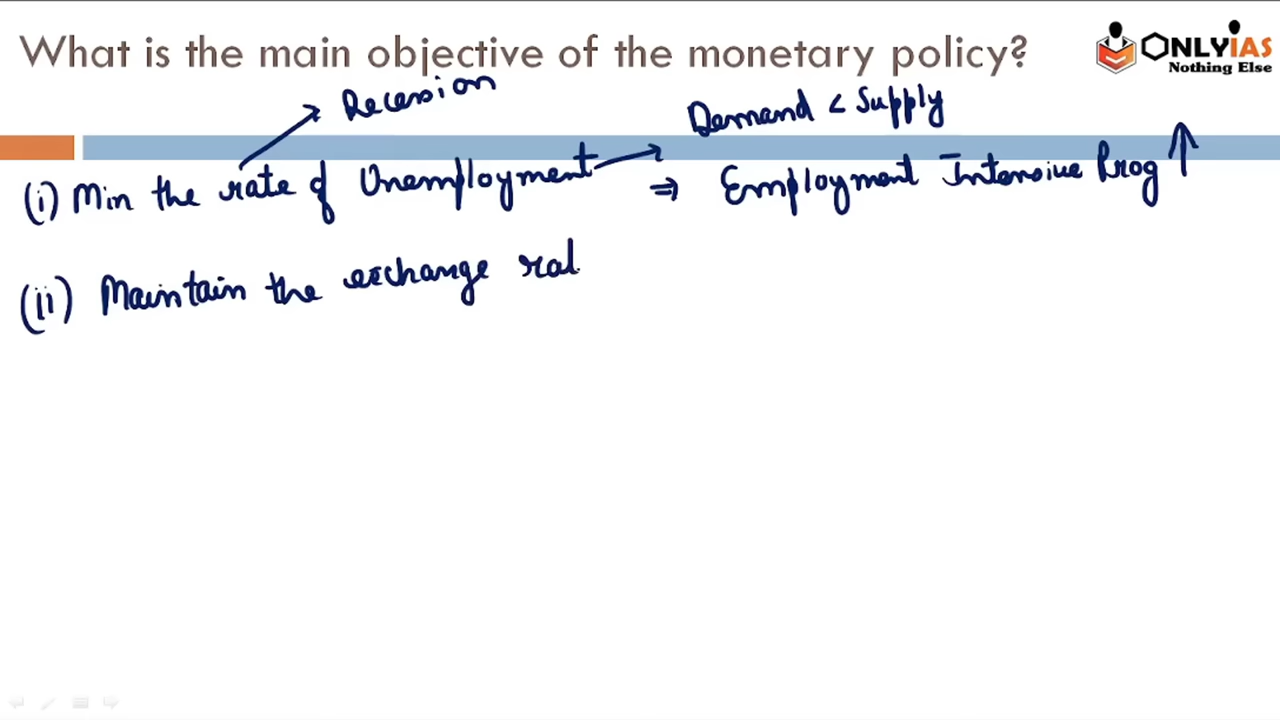 What is the main objective of the monetary policy?
ONLYIAS
Nothing Else
Recession
Demand < Supply
(i) Min the rate of Unemployment
⇒ Employment Intensive Prog ↑
(ii) Maintain the exchange rat